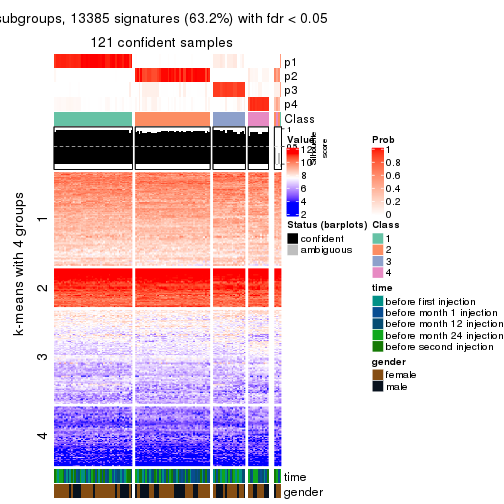 subgroups, 13385 signatures (63.2%) with fdr < 0.05
121 confident samples
p1
p2
p3
p4
Class
1
Silhouette
score
k-means with 4 groups
1
2
3
4
time
gender
Value
12
8
6
4
2
Status (barplots)
confident
ambiguous
Prob
1
0.8
0.6
0.4
0.2
0
Class
1
2
3
4
time
before first injection
before month 1 injection
before month 12 injection
before month 24 injection
before second injection
gender
female
male